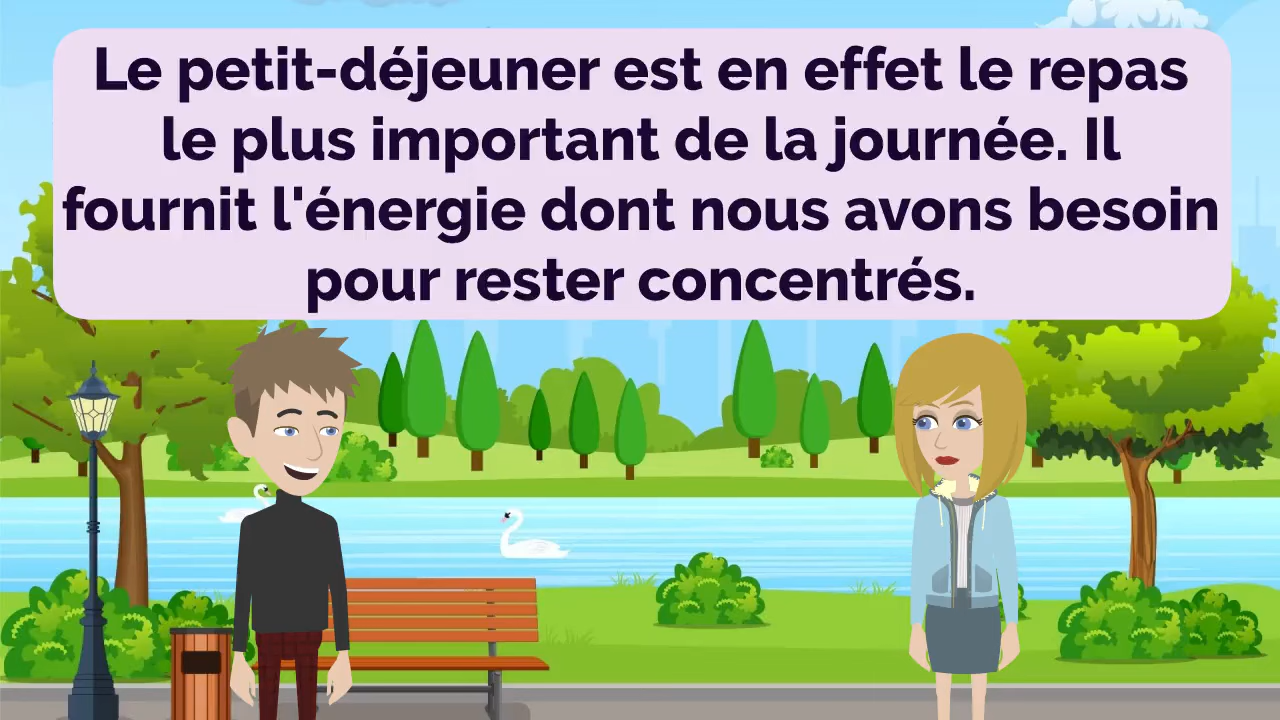 Le petit-déjeuner est en effet le repas
le plus important de la journée. Il
fournit l'énergie dont nous avons besoin
pour rester concentrés.